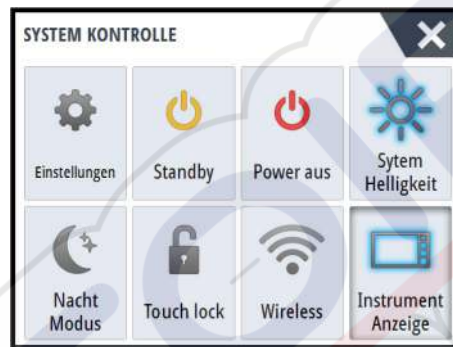 SYSTEM KONTROLLE
Einstellungen
Standby
Power aus
Sytem
Helligkeit
Nacht
Modus
Touch lock
Wireless
Instrument
Anzeige